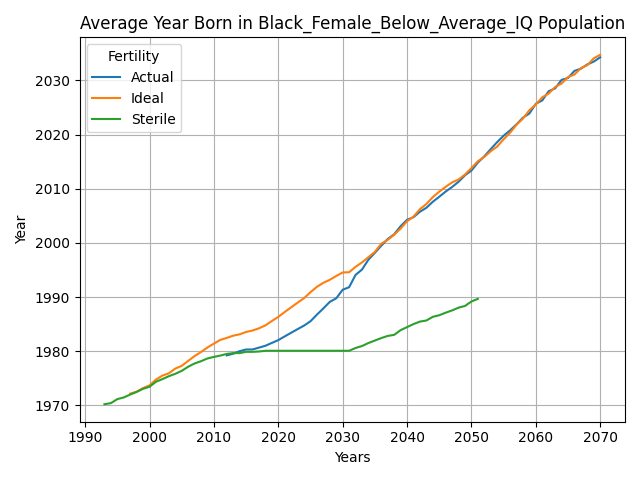 Average Year Born in Black_Female_Below_Average_IQ Population
Fertility
Actual
Ideal
Sterile
Year
2030
2020
2010
2000
1990
1980
1970
1990 2000 2010 2020 2030 2040 2050 2060 2070
Years